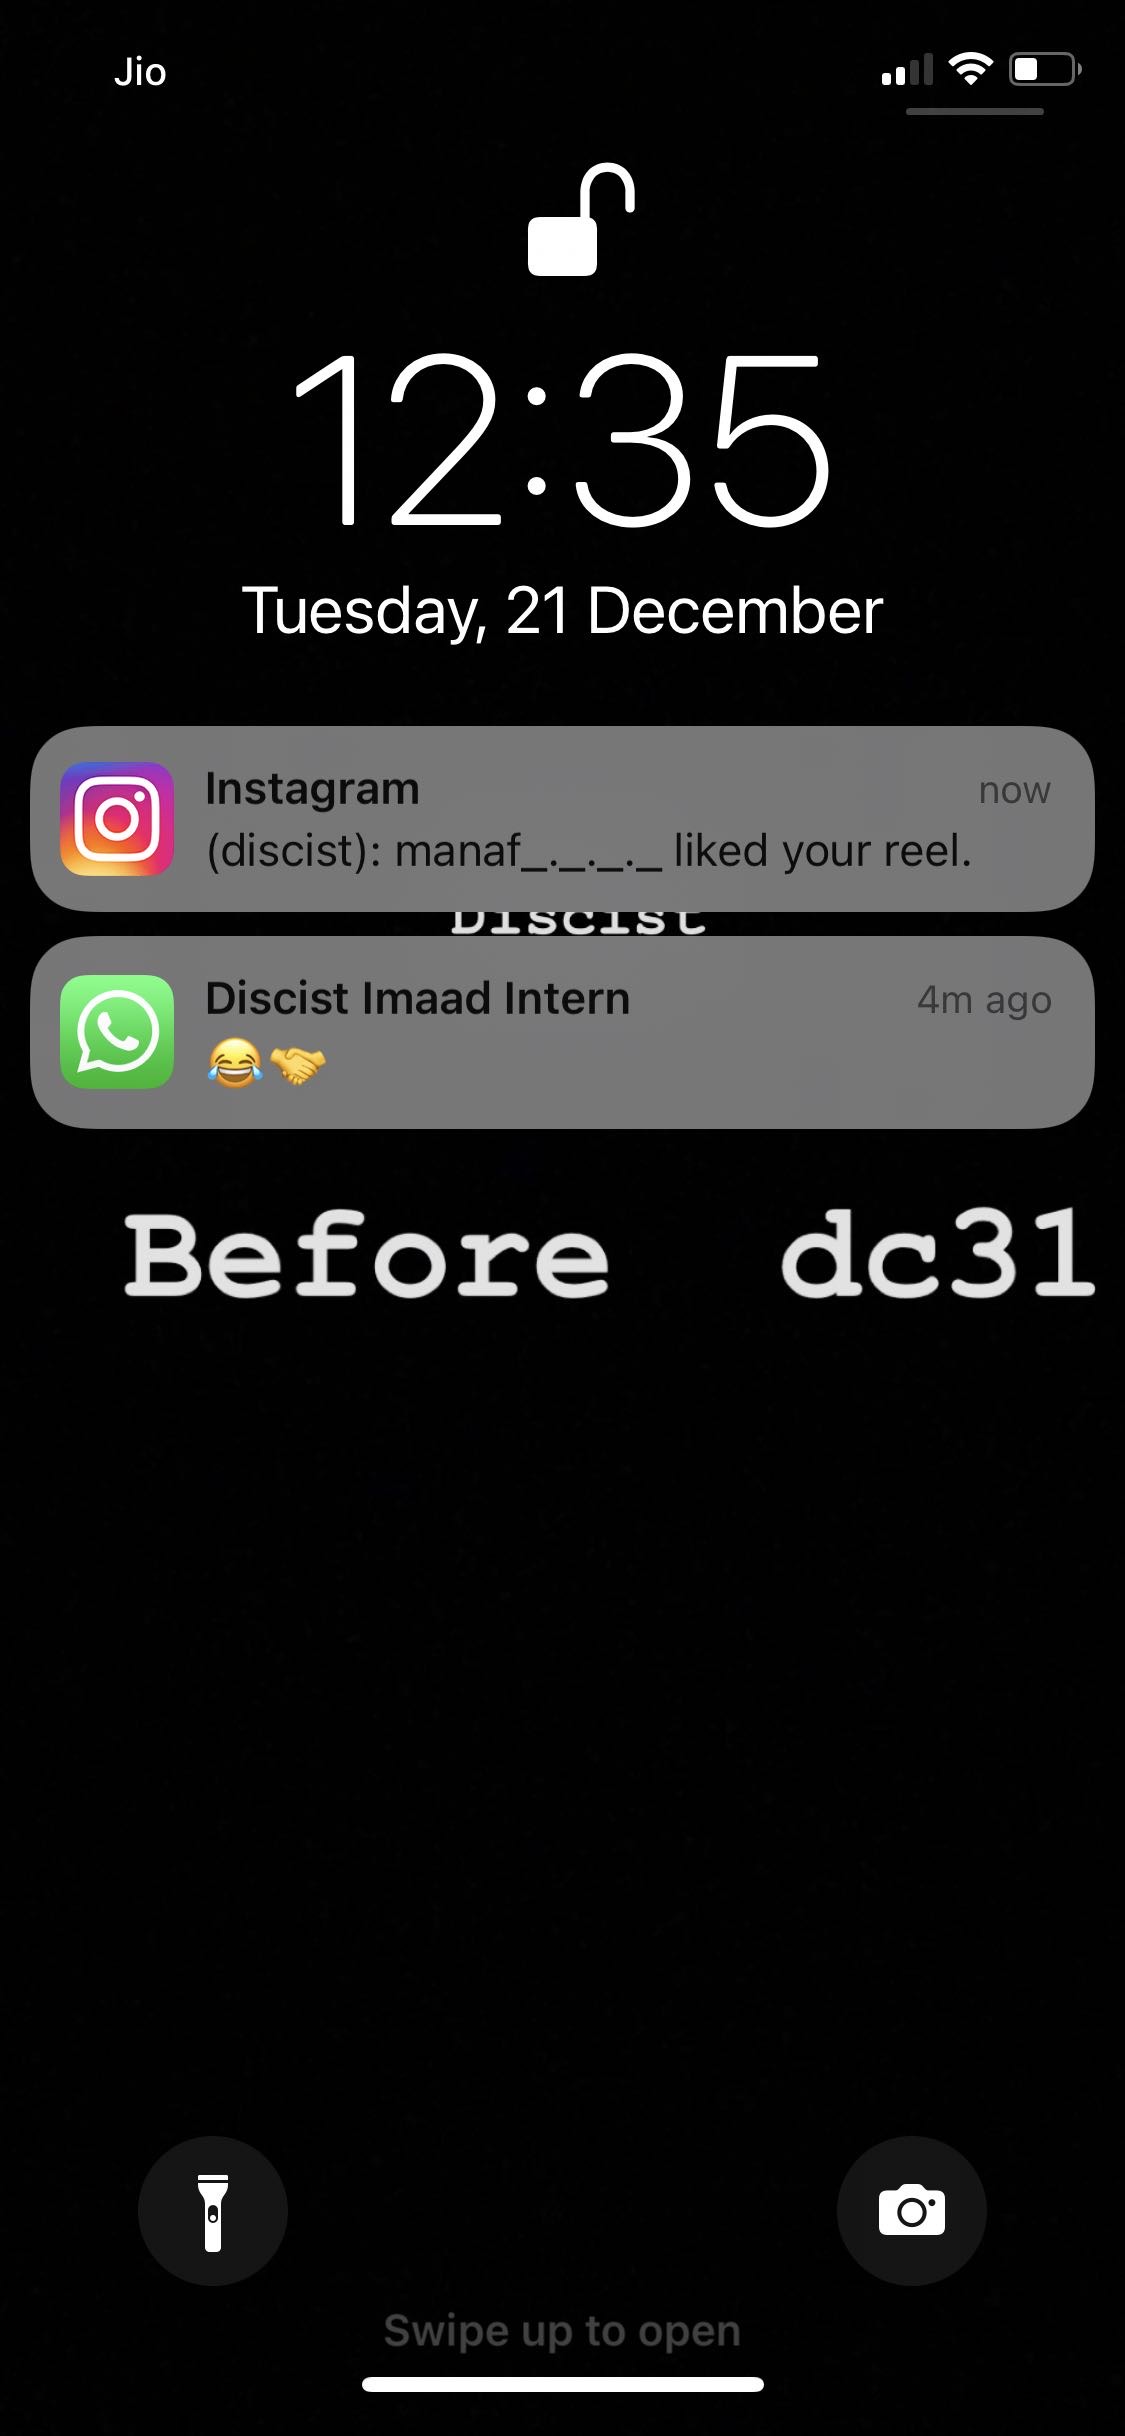 Jio
12:35
Tuesday, 21 December
Instagram
now
(discist): manaf_._._._ liked your reel.
Discist
Discist Imaad Intern
4m ago
😂🤝
Before dc31
Swipe up to open